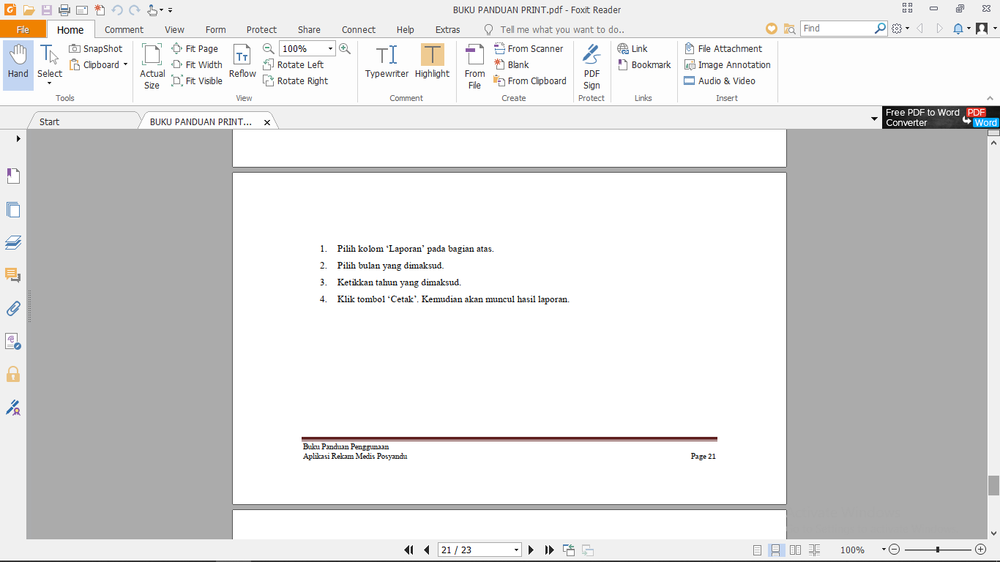 BUKU PANDUAN PRINT.pdf - Foxit Reader
File Home Comment View Form Protect Share Connect Help Extras Tell me what you want to do.. Find
Hand
Select
SnapShot
Clipboard
Tools
Actual Size
Fit Page
Fit Width
Fit Visible
Reflow
100%
Rotate Left
Rotate Right
View
Typewriter
Highlight
Comment
From File
From Scanner
Blank
From Clipboard
Create
PDF Sign
Protect
Link
Bookmark
Links
File Attachment
Image Annotation
Audio & Video
Insert
Start
BUKU PANDUAN PRINT...
Free PDF to Word
Converter
PDF
Word
1. Pilih kolom ‘Laporan’ pada bagian atas.
2. Pilih bulan yang dimaksud.
3. Ketikkan tahun yang dimaksud.
4. Klik tombol ‘Cetak’. Kemudian akan muncul hasil laporan.
Buku Panduan Penggunaan
Aplikasi Rekam Medis Posyandu Page 21
21 / 23
100%